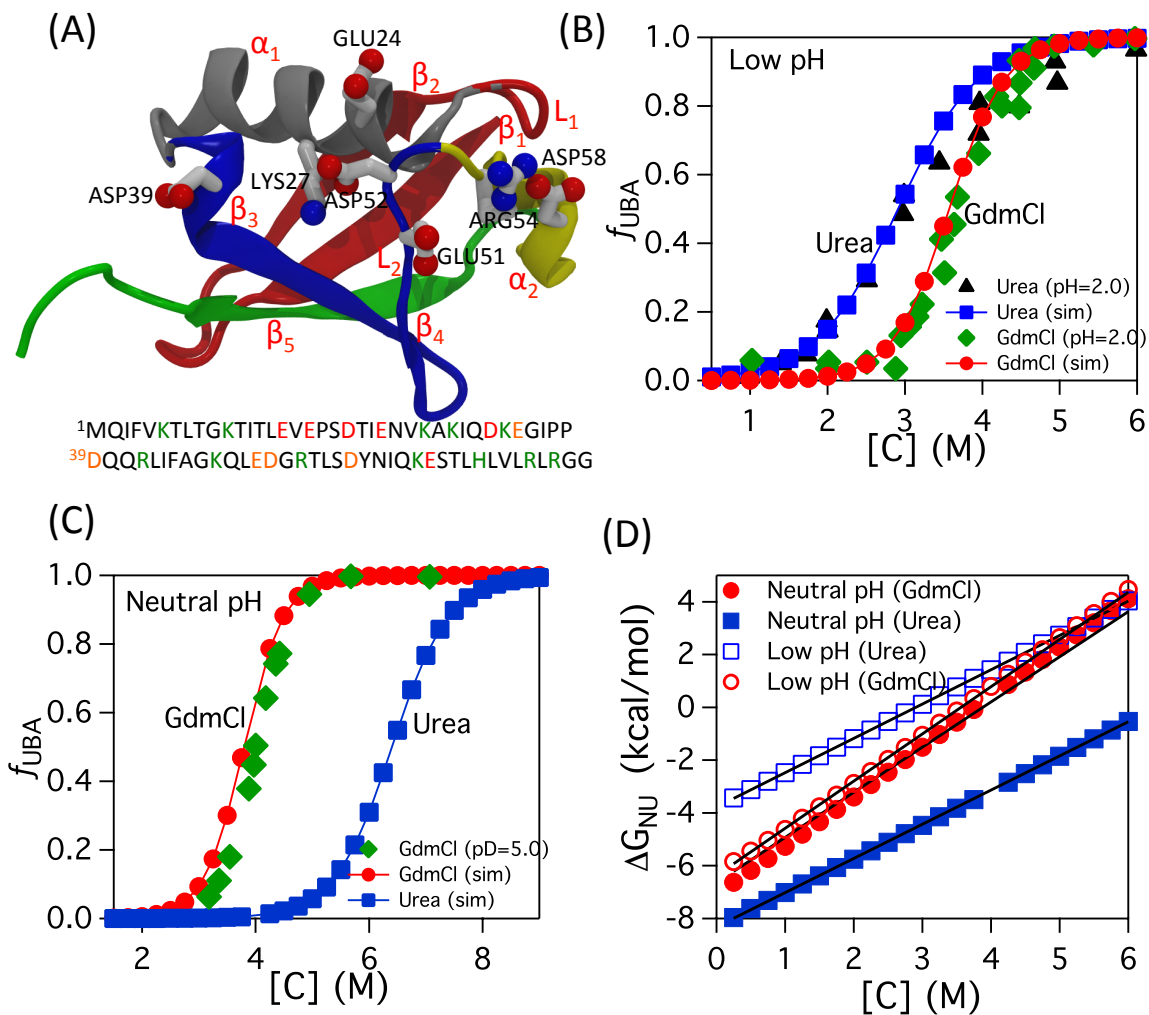 (A)
GLU24
α1
β2
L1
β1
ASP58
ASP39
LYS27
ASP52
ARG54
β3
L2
GLU51
α2
β5
β4
1MQIFVKTLTGKTITLEVEPSDTIENVKAKIQDKEGIPP
39DQQRLIFAGKQLEDGRTLSDYNIQKESTLHLVLRLRGG
(B)
Low pH
fUBA
1.0
0.8
0.6
0.4
0.2
0.0
Urea
GdmCl
Urea (pH=2.0)
Urea (sim)
GdmCl (pH=2.0)
GdmCl (sim)
1 2 3 4 5 6
[C] (M)
(C)
Neutral pH
fUBA
1.0
0.8
0.6
0.4
0.2
0.0
GdmCl
Urea
GdmCl (pD=5.0)
GdmCl (sim)
Urea (sim)
2 4 6 8
[C] (M)
(D)
ΔGNU (kcal/mol)
4
2
0
-2
-4
-6
-8
Neutral pH (GdmCl)
Neutral pH (Urea)
Low pH (Urea)
Low pH (GdmCl)
0 1 2 3 4 5 6
[C] (M)